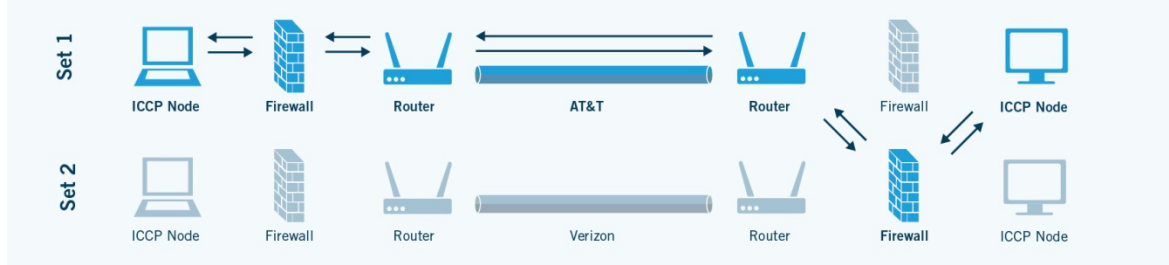 Set 1
ICCP Node Firewall Router AT&T Router Firewall ICCP Node
Set 2
ICCP Node Firewall Router Verizon Router Firewall ICCP Node